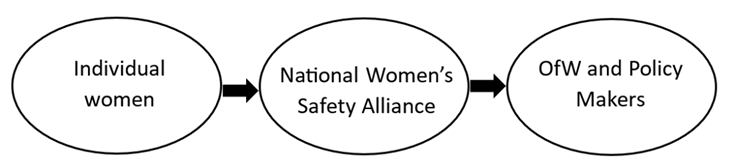 Individual
women
National Women's
Safety Alliance
OfW and Policy
Makers